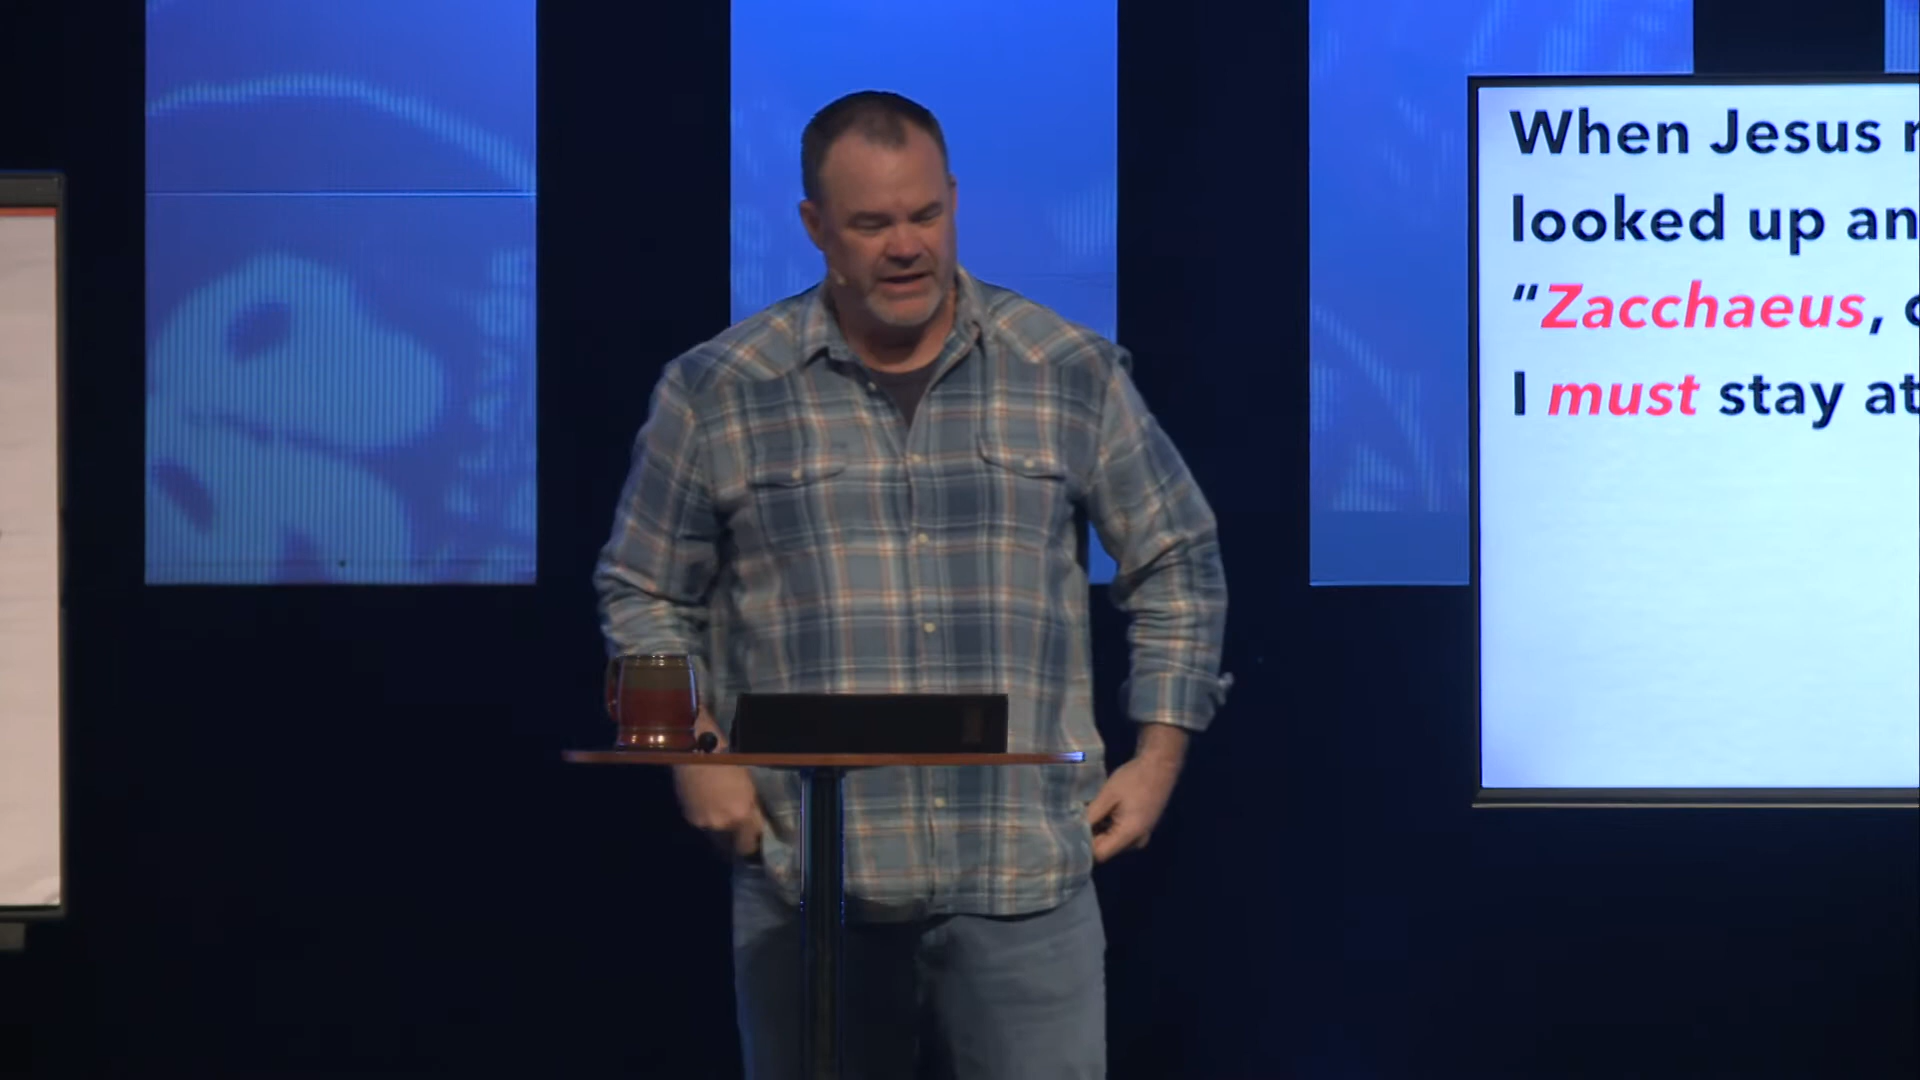 When Jesus
looked up an
“Zacchaeus,
I must stay at